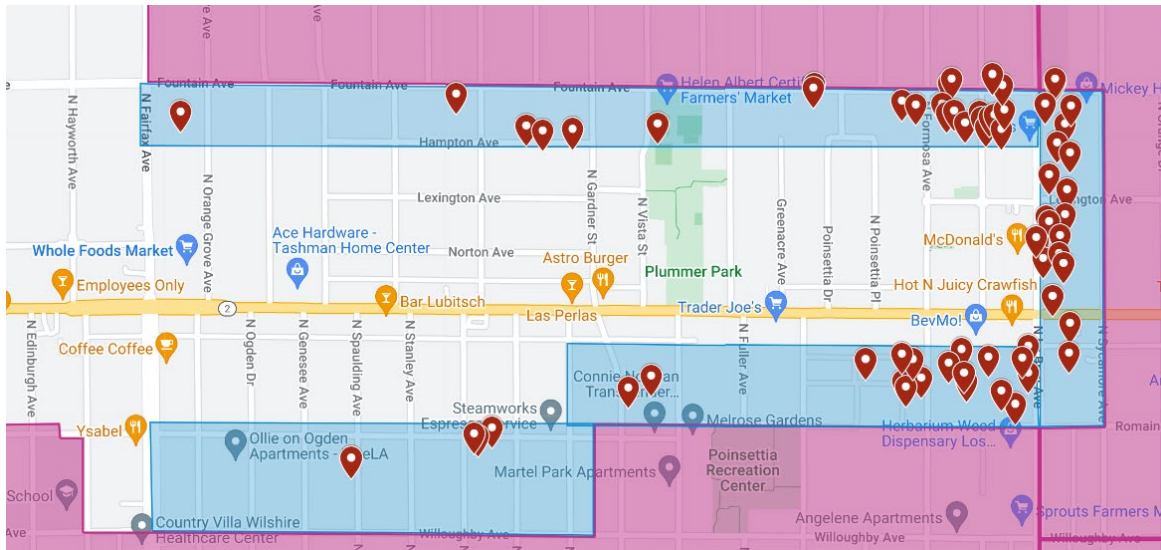 Fountain Ave
Fountain Ave
Fountain Ave
Helen Albert Certi
Farmers' Market
Mickey H
N Hayworth Ave
N Fairfax Ave
Hampton Ave
N Formosa Ave
N Orange Grove Ave
Lexington Ave
N Gardner St
N Vista St
Greenacre Ave
Poinsettia Dr
N Poinsettia Pl
Ace Hardware -
Tashman Home Center
Whole Foods Market
Norton Ave
McDonald's
Astro Burger
Plummer Park
Employees Only
Hot N Juicy Crawfish
Bar Lubitsch
Las Perlas
Trader Joe's
2
BevMo!
Coffee Coffee
N Edinburgh Ave
N Ogden Dr
N Genesee Ave
N Spaulding Ave
N Stanley Ave
N Fuller Ave
N Sycamore Ave
Connie
Steamworks
Melrose Gardens
Ysabel
Herbarium
Dispensary Los...
Romain
Ollie on Ogden
Apartments -
Martel Park Apartments
Poinsettia
Recreation
Center
School
Country Villa Wilshire
Healthcare Center
Willoughby Ave
Angelene Apartments
Willoughby Ave
Sprouts Farmers M
Willoughby Ave
Ave